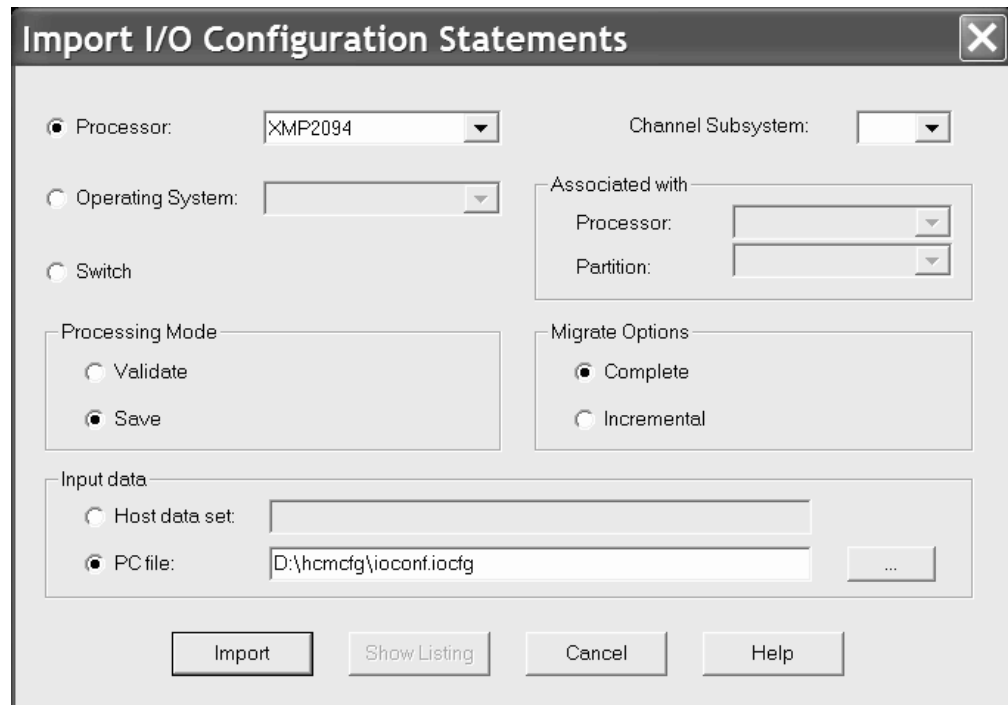 Import I/O Configuration Statements
Processor: XMP2094 Channel Subsystem:
Operating System:
Associated with
Processor:
Partition:
Switch
Processing Mode
Validate
Save
Migrate Options
Complete
Incremental
Input data
Host data set:
PC file: D:\hcmcfg\ioconf.iocfg ...
Import Show Listing Cancel Help